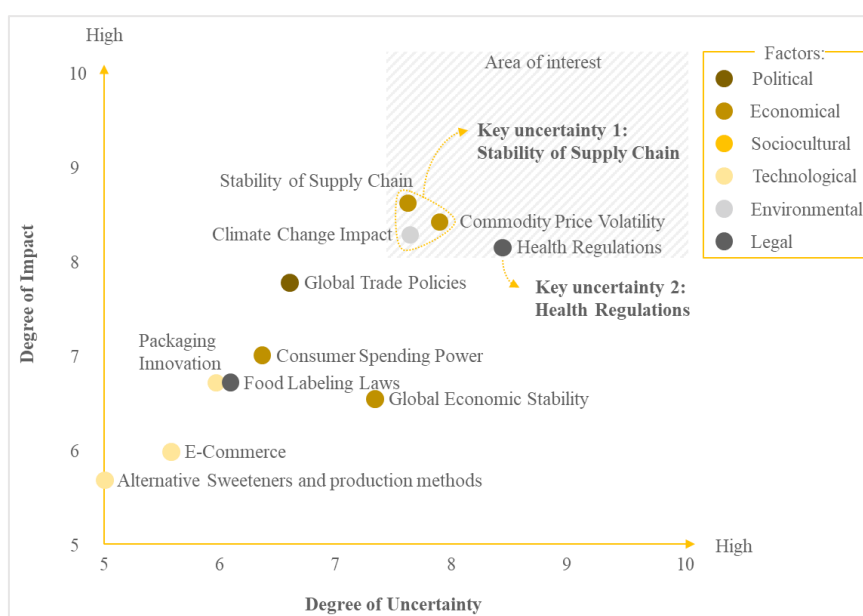 High
10
9
8
7
6
5
Degree of Impact
Area of interest
Key uncertainty 1:
Stability of Supply Chain
Stability of Supply Chain
Commodity Price Volatility
Climate Change Impact
Health Regulations
Key uncertainty 2:
Health Regulations
Global Trade Policies
Packaging
Innovation
Consumer Spending Power
Food Labeling Laws
Global Economic Stability
E-Commerce
Alternative Sweeteners and production methods
5
6
7
8
9
10
High
Degree of Uncertainty
Factors:
Political
Economical
Sociocultural
Technological
Environmental
Legal